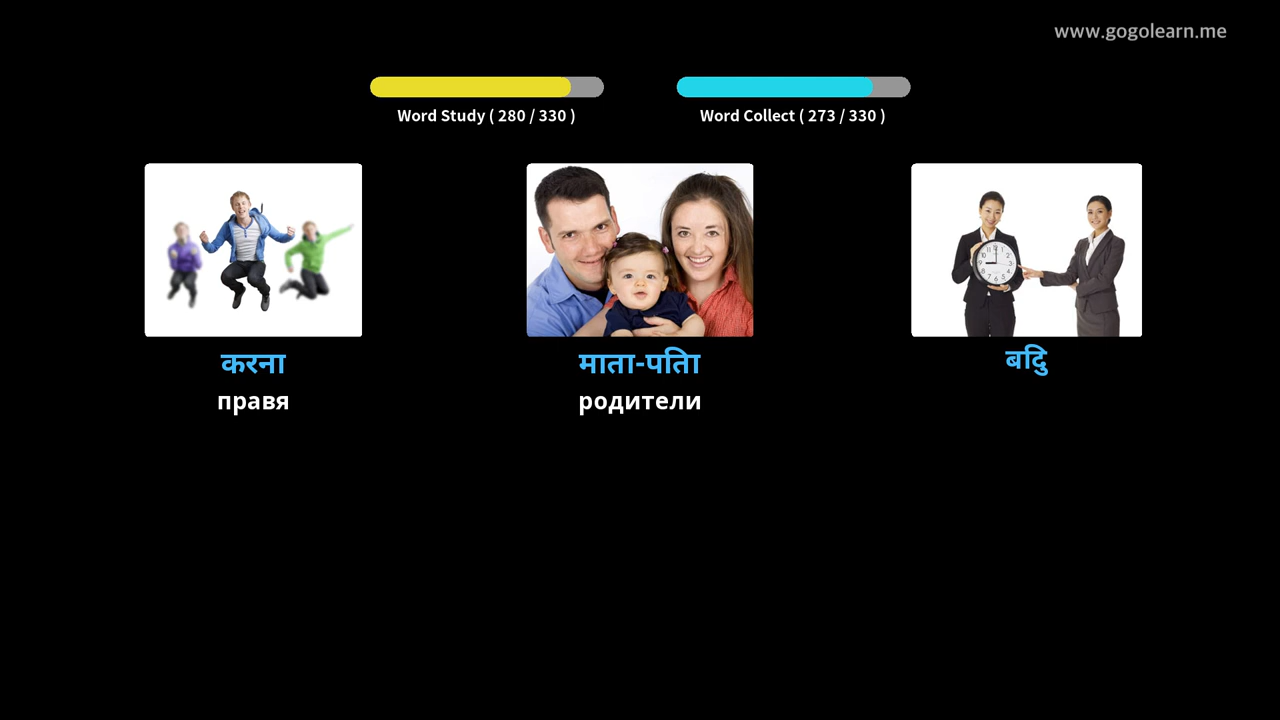 www.gogolearn.me
Word Study ( 280 / 330 )
Word Collect ( 273 / 330 )
करना
правя
माता-पिता
родители
बिंदु